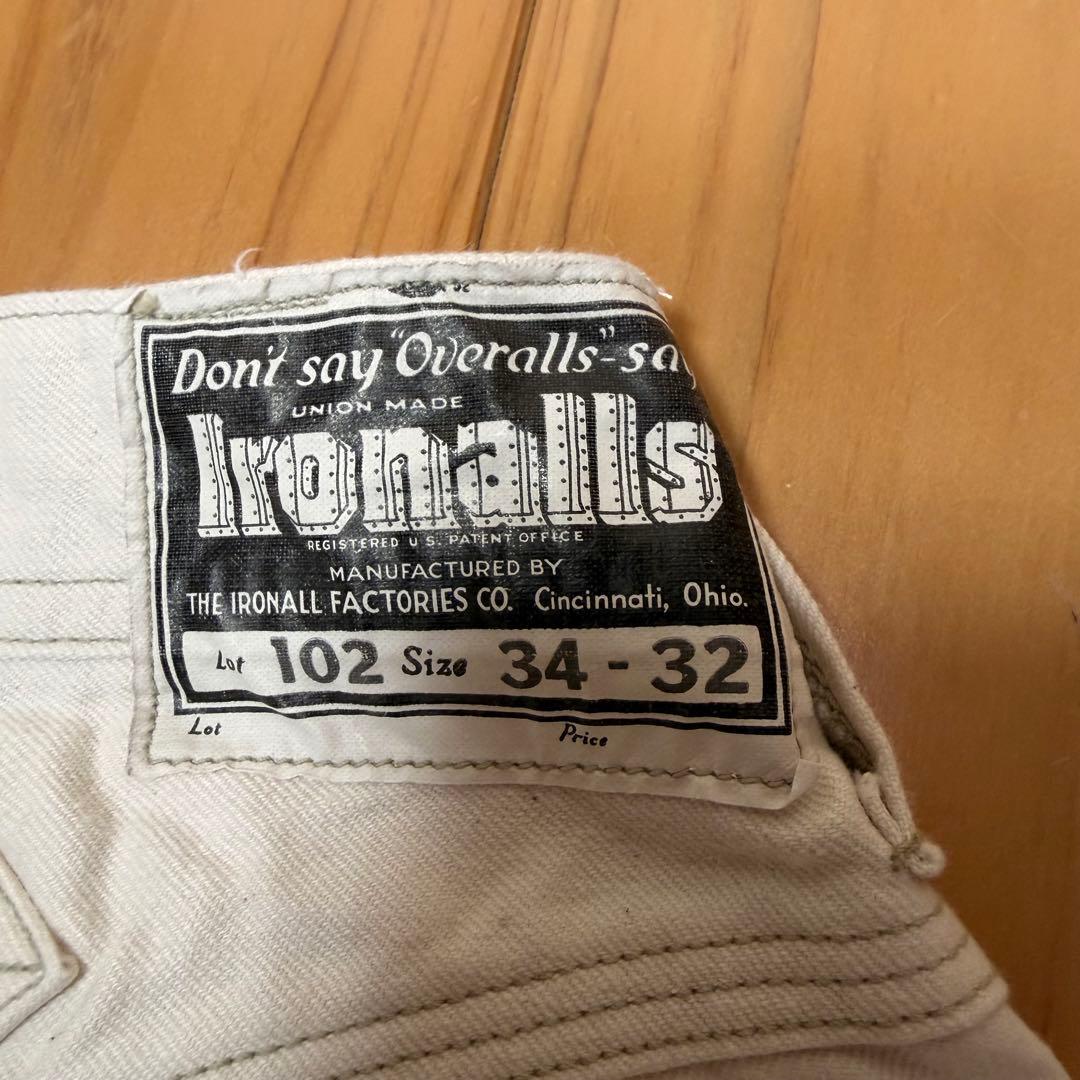 Don't say "Overalls"-say
UNION MADE
Ironalls
REGISTERED U.S. PATENT OFFICE
MANUFACTURED BY
THE IRONALL FACTORIES CO. Cincinnati, Ohio.
Lot 102 Size 34 - 32
Lot Price